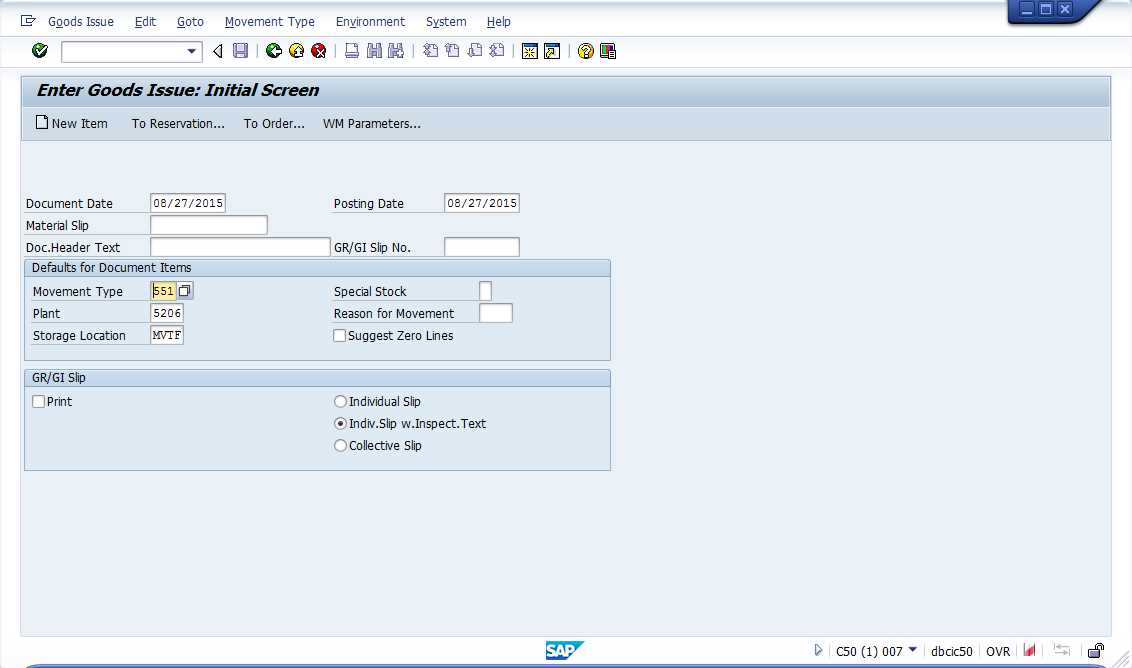 Goods Issue Edit Goto Movement Type Environment System Help
Enter Goods Issue: Initial Screen
New Item To Reservation... To Order... WM Parameters...
Document Date 08/27/2015 Posting Date 08/27/2015
Material Slip
Doc.Header Text GR/GI Slip No.
Defaults for Document Items
Movement Type 551 Special Stock
Plant 5206 Reason for Movement
Storage Location MVTF Suggest Zero Lines
GR/GI Slip
Print Individual Slip
Indiv.Slip w.Inspect.Text
Collective Slip
SAP C50 (1) 007 dbcic50 OVR